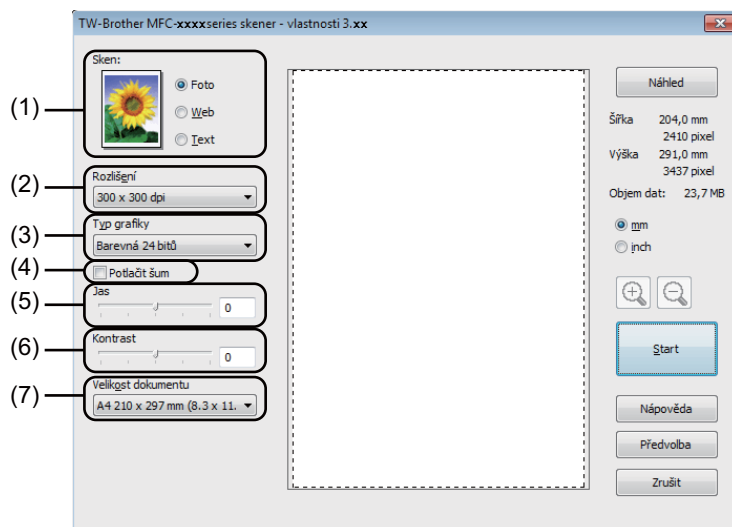 TW-Brother MFC-xxxxseries skener - vlastnosti 3.xx
(1)
Sken:
Foto
Web
Text
(2)
Rozlišení
300 x 300 dpi
(3)
Typ grafiky
Barevná 24 bitů
(4)
Potlačit šum
(5)
Jas
0
(6)
Kontrast
0
(7)
Velikost dokumentu
A4 210 x 297 mm (8.3 x 11.
Náhled
Šířka 204,0 mm
2410 pixel
Výška 291,0 mm
3437 pixel
Objem dat: 23,7 MB
mm
inch
Start
Nápověda
Předvolba
Zrušit